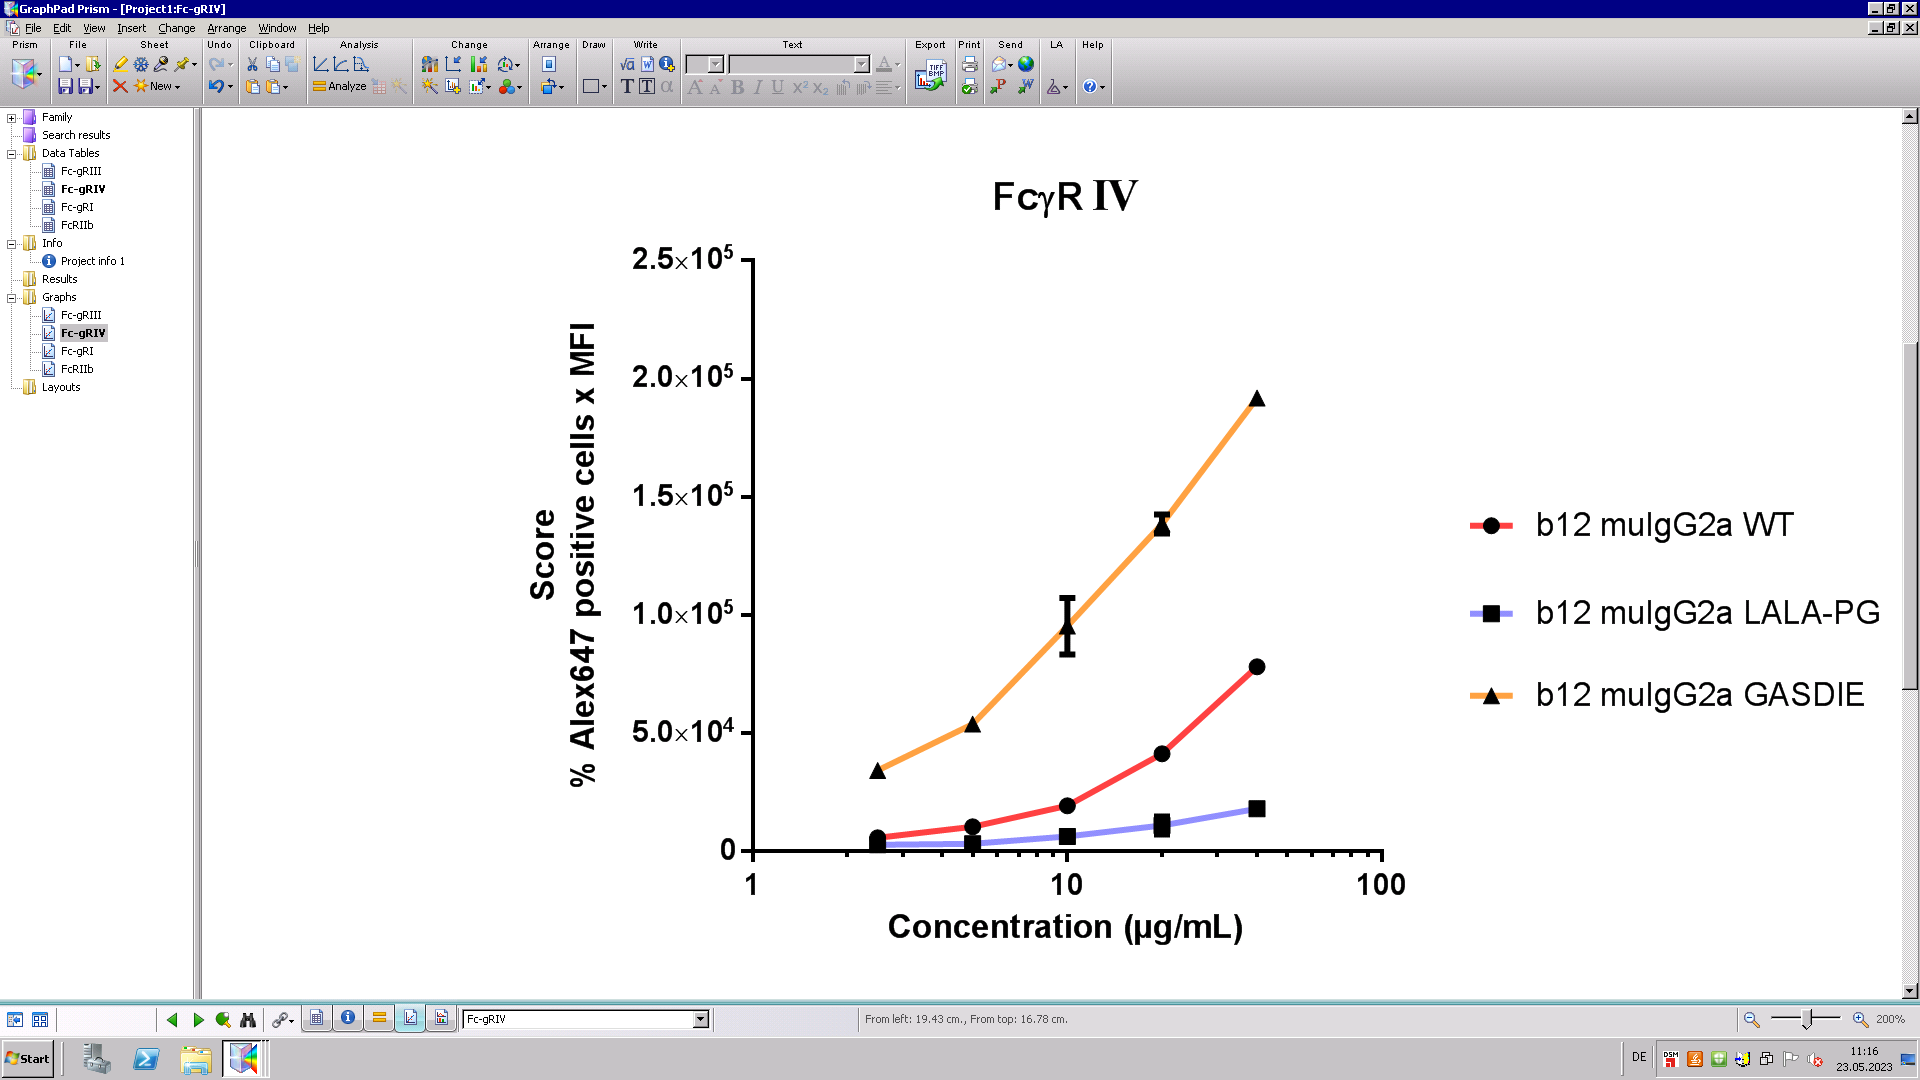 GraphPad Prism - [Project1:Fc-gRIV]
File Edit View Insert Change Arrange Window Help
Prism File Sheet Undo Clipboard Analysis Change Arrange Draw Write Text Export Print Send LA Help
New
Analyze
Family
Search results
Data Tables
Fc-gRIII
Fc-gRIV
Fc-gRI
FcRIIb
Info
Project info 1
Results
Graphs
Fc-gRIII
Fc-gRIV
Fc-gRI
FcRIIb
Layouts
FcγR IV
Score
% Alex647 positive cells x MFI
2.5×10⁵
2.0×10⁵
1.5×10⁵
1.0×10⁵
5.0×10⁴
0
1 10 100
Concentration (µg/mL)
b12 muIgG2a WT
b12 muIgG2a LALA-PG
b12 muIgG2a GASDIE
Fc-gRIV
From left: 19.43 cm., From top: 16.78 cm.
200%
Start
DE
11:16
23.05.2023